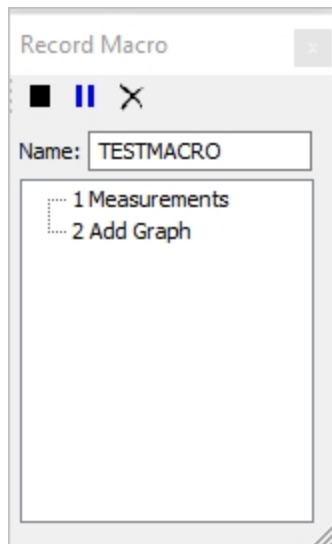 Record Macro
Name: TESTMACRO
1 Measurements
2 Add Graph